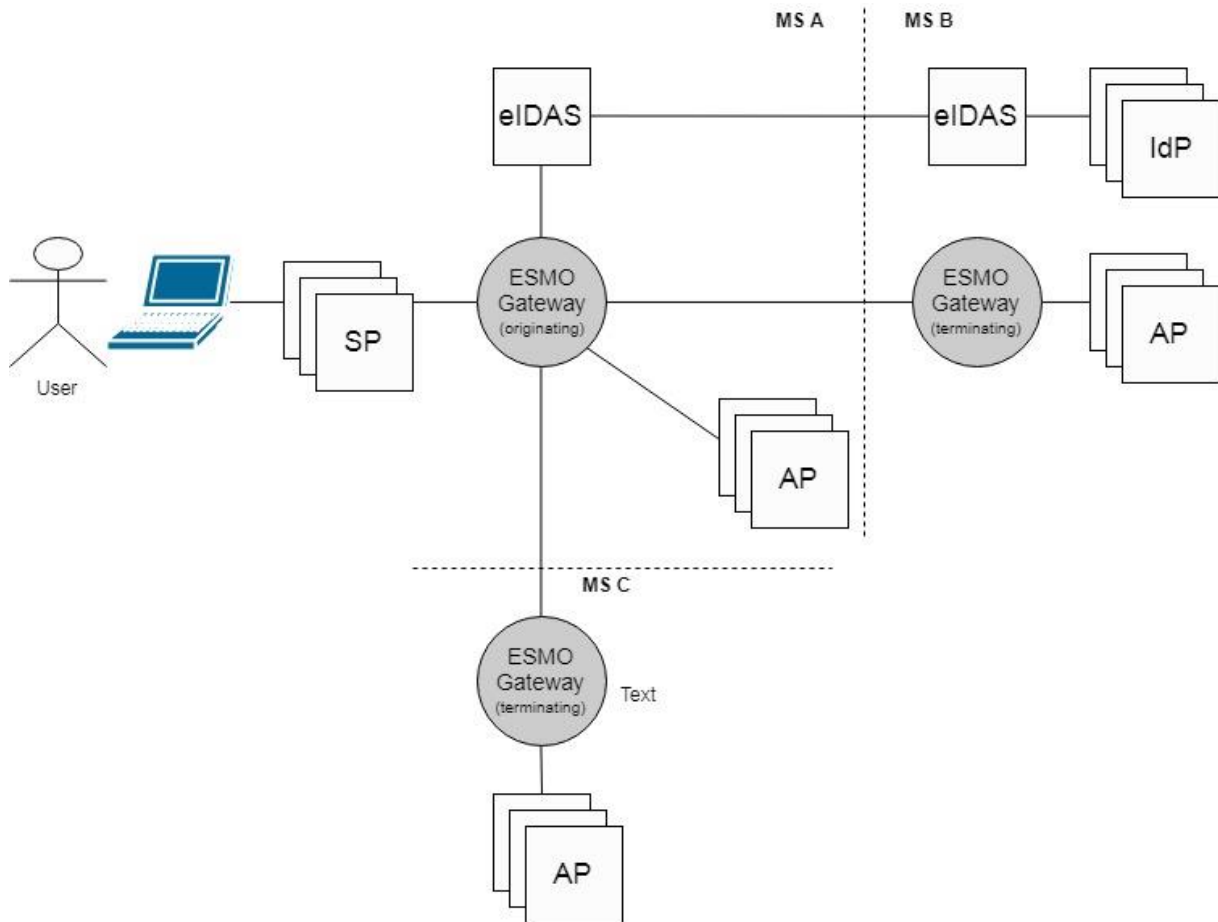 MS A
MS B
eIDAS
eIDAS
IdP
User
SP
ESMO
Gateway
(originating)
ESMO
Gateway
(terminating)
AP
AP
MS C
ESMO
Gateway
(terminating)
Text
AP